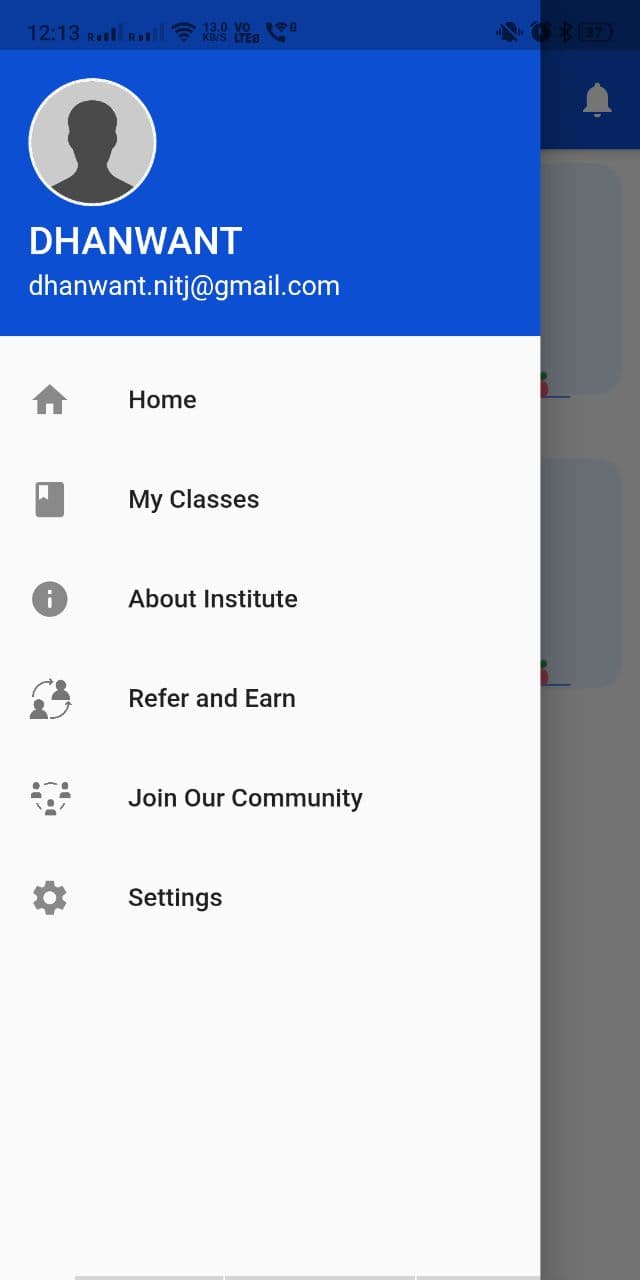 12:13 R R 13.0 KB/S VO LTE 37
DHANWANT
dhanwant.nitj@gmail.com
Home
My Classes
About Institute
Refer and Earn
Join Our Community
Settings